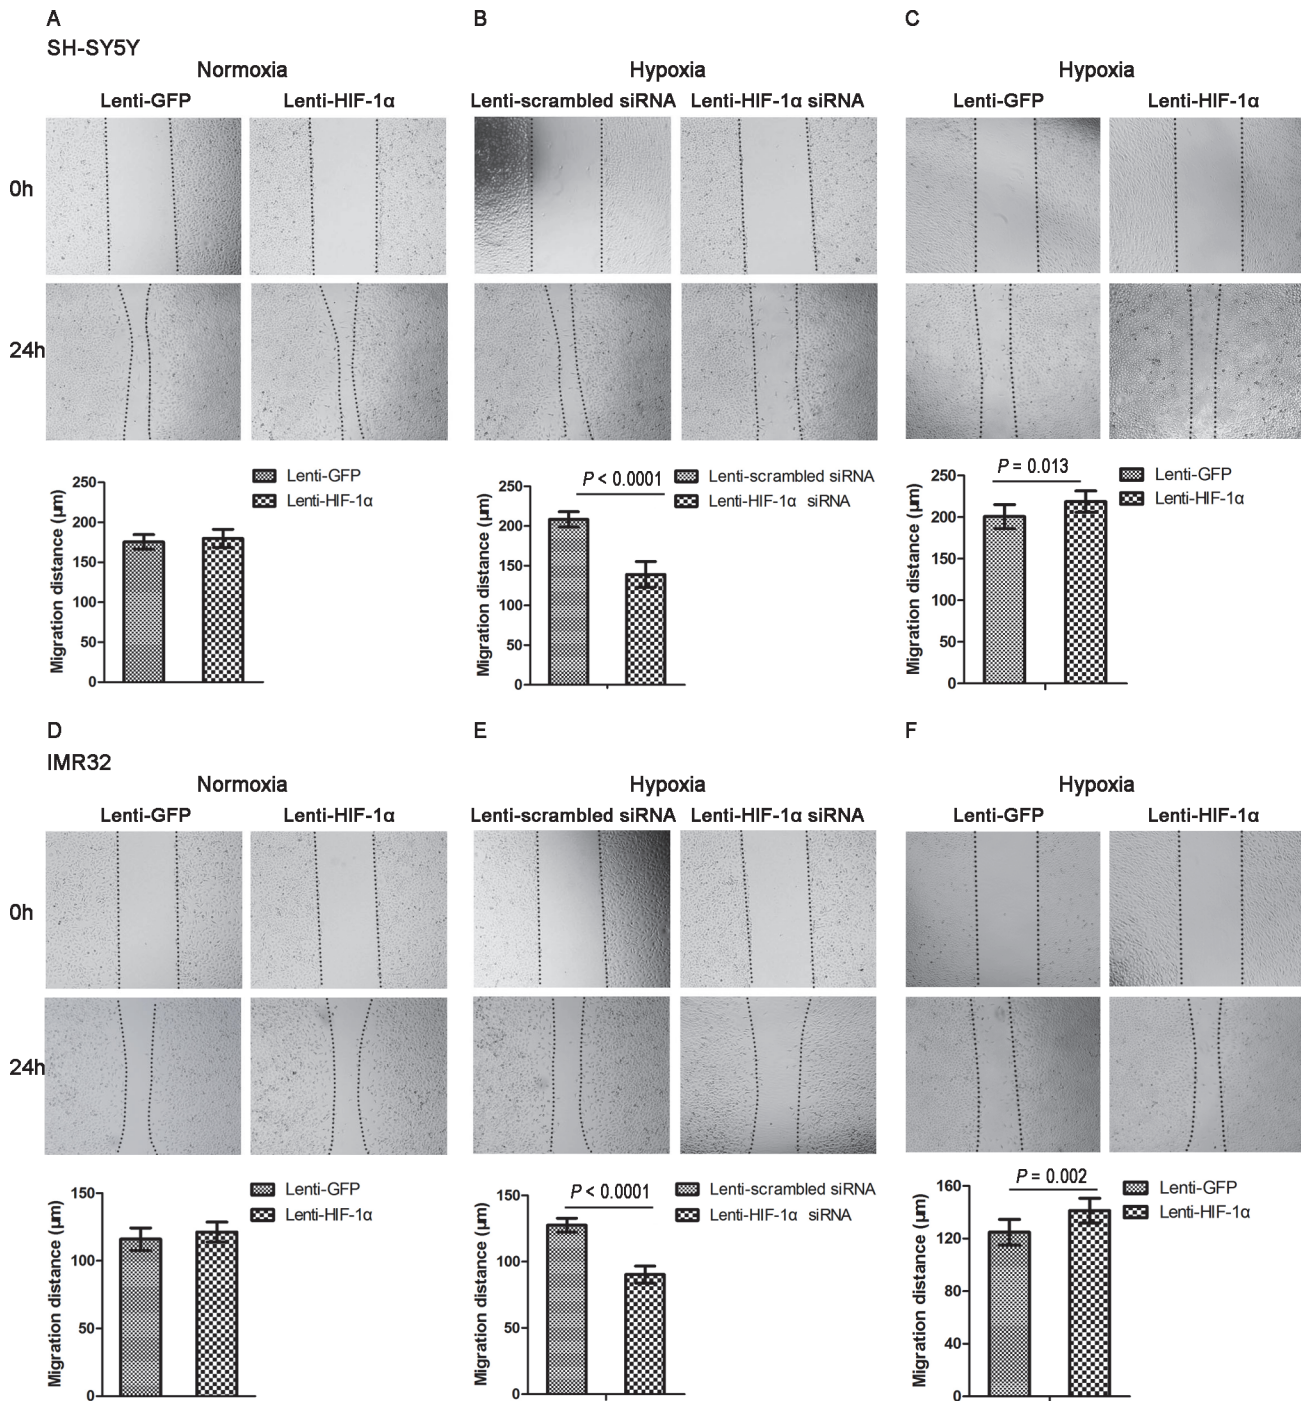 A
SH-SY5Y
Normoxia
Lenti-GFP Lenti-HIF-1α
B
Hypoxia
Lenti-scrambled siRNA Lenti-HIF-1α siRNA
C
Hypoxia
Lenti-GFP Lenti-HIF-1α
0h
24h
Migration distance (µm)
250
200
150
100
50
0
Lenti-GFP
Lenti-HIF-1α
Migration distance (µm)
250
200
150
100
50
0
P < 0.0001
Lenti-scrambled siRNA
Lenti-HIF-1α siRNA
Migration distance (µm)
250
200
150
100
50
0
P = 0.013
Lenti-GFP
Lenti-HIF-1α
D
IMR32
Normoxia
Lenti-GFP Lenti-HIF-1α
E
Hypoxia
Lenti-scrambled siRNA Lenti-HIF-1α siRNA
F
Hypoxia
Lenti-GFP Lenti-HIF-1α
0h
24h
Migration distance (µm)
150
100
50
0
Lenti-GFP
Lenti-HIF-1α
Migration distance (µm)
150
100
50
0
P < 0.0001
Lenti-scrambled siRNA
Lenti-HIF-1α siRNA
Migration distance (µm)
160
120
80
40
0
P = 0.002
Lenti-GFP
Lenti-HIF-1α